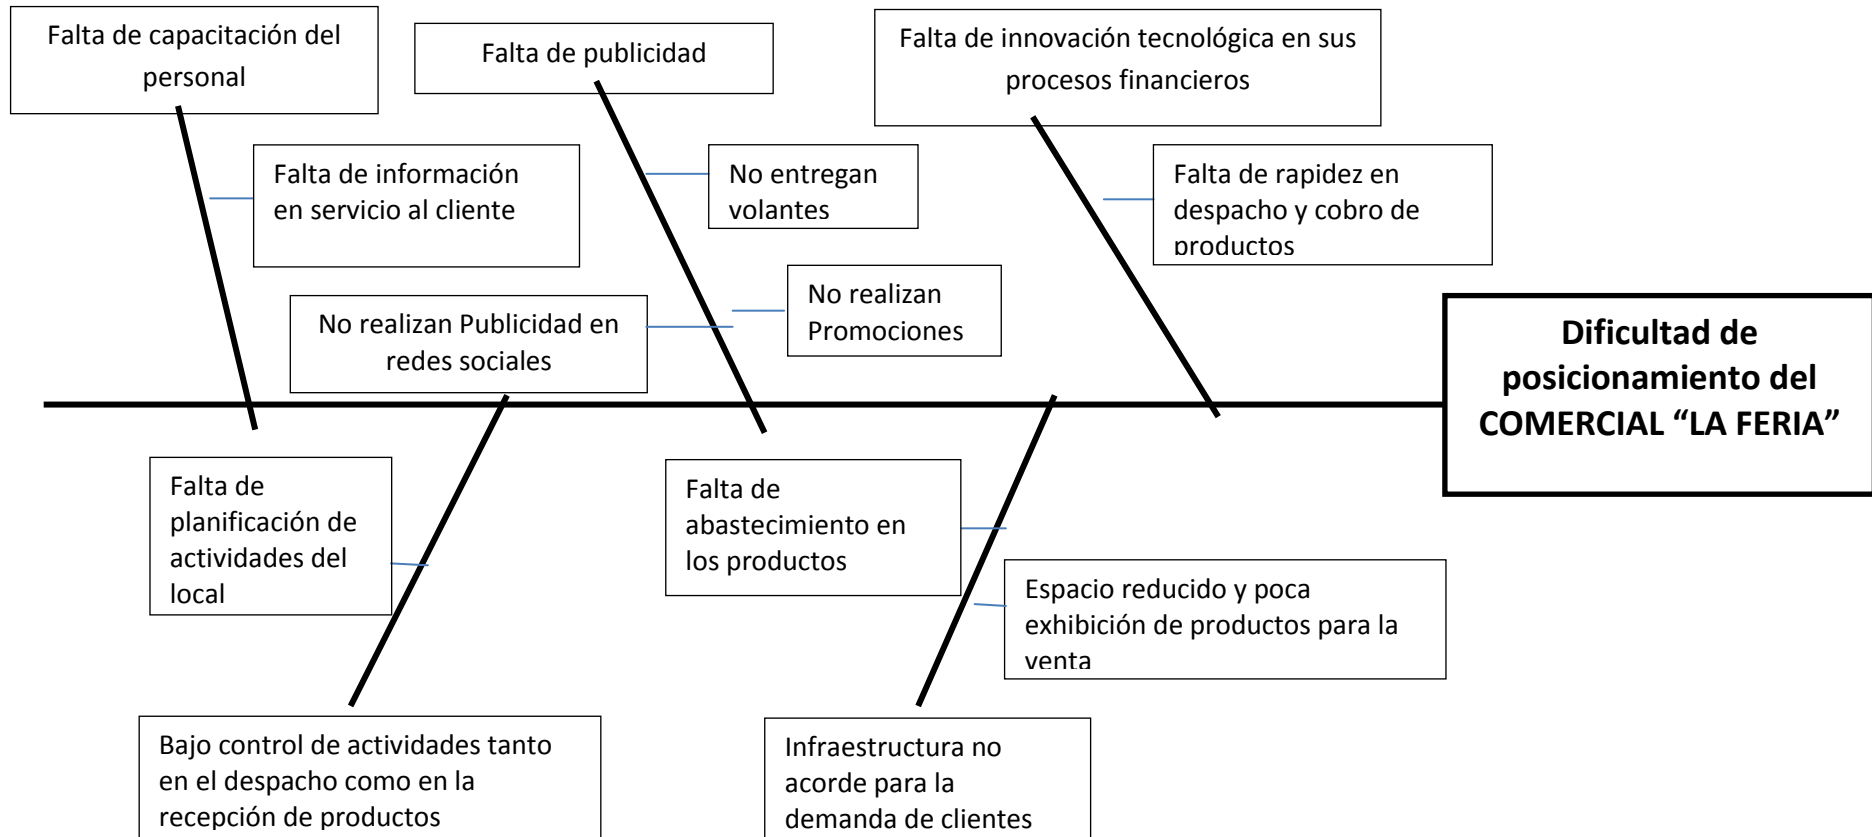 Falta de capacitación del
personal
Falta de publicidad
Falta de innovación tecnológica en sus
procesos financieros
Falta de información
en servicio al cliente
No entregan
volantes
Falta de rapidez en
despacho y cobro de
productos
No realizan Publicidad en
redes sociales
No realizan
Promociones
Dificultad de
posicionamiento del
COMERCIAL “LA FERIA”
Falta de
planificación de
actividades del
local
Falta de
abastecimiento en
los productos
Espacio reducido y poca
exhibición de productos para la
venta
Bajo control de actividades tanto
en el despacho como en la
recepción de productos
Infraestructura no
acorde para la
demanda de clientes